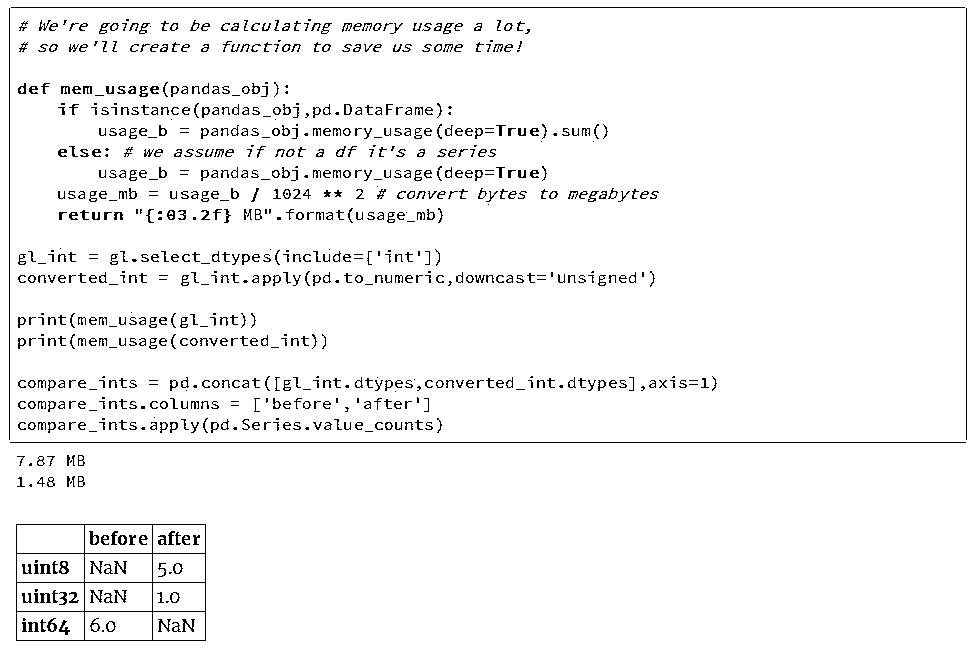 # We're going to be calculating memory usage a lot,
# so we'll create a function to save us some time!
def mem_usage(pandas_obj):
    if isinstance(pandas_obj,pd.DataFrame):
        usage_b = pandas_obj.memory_usage(deep=True).sum()
    else: # we assume if not a df it's a series
        usage_b = pandas_obj.memory_usage(deep=True)
    usage_mb = usage_b / 1024 ** 2 # convert bytes to megabytes
    return "{:03.2f} MB".format(usage_mb)
gl_int = gl.select_dtypes(include=['int'])
converted_int = gl_int.apply(pd.to_numeric,downcast='unsigned')
print(mem_usage(gl_int))
print(mem_usage(converted_int))
compare_ints = pd.concat([gl_int.dtypes,converted_int.dtypes],axis=1)
compare_ints.columns = ['before','after']
compare_ints.apply(pd.Series.value_counts)
7.87 MB
1.48 MB
before after
uint8 NaN 5.0
uint32 NaN 1.0
int64 6.0 NaN